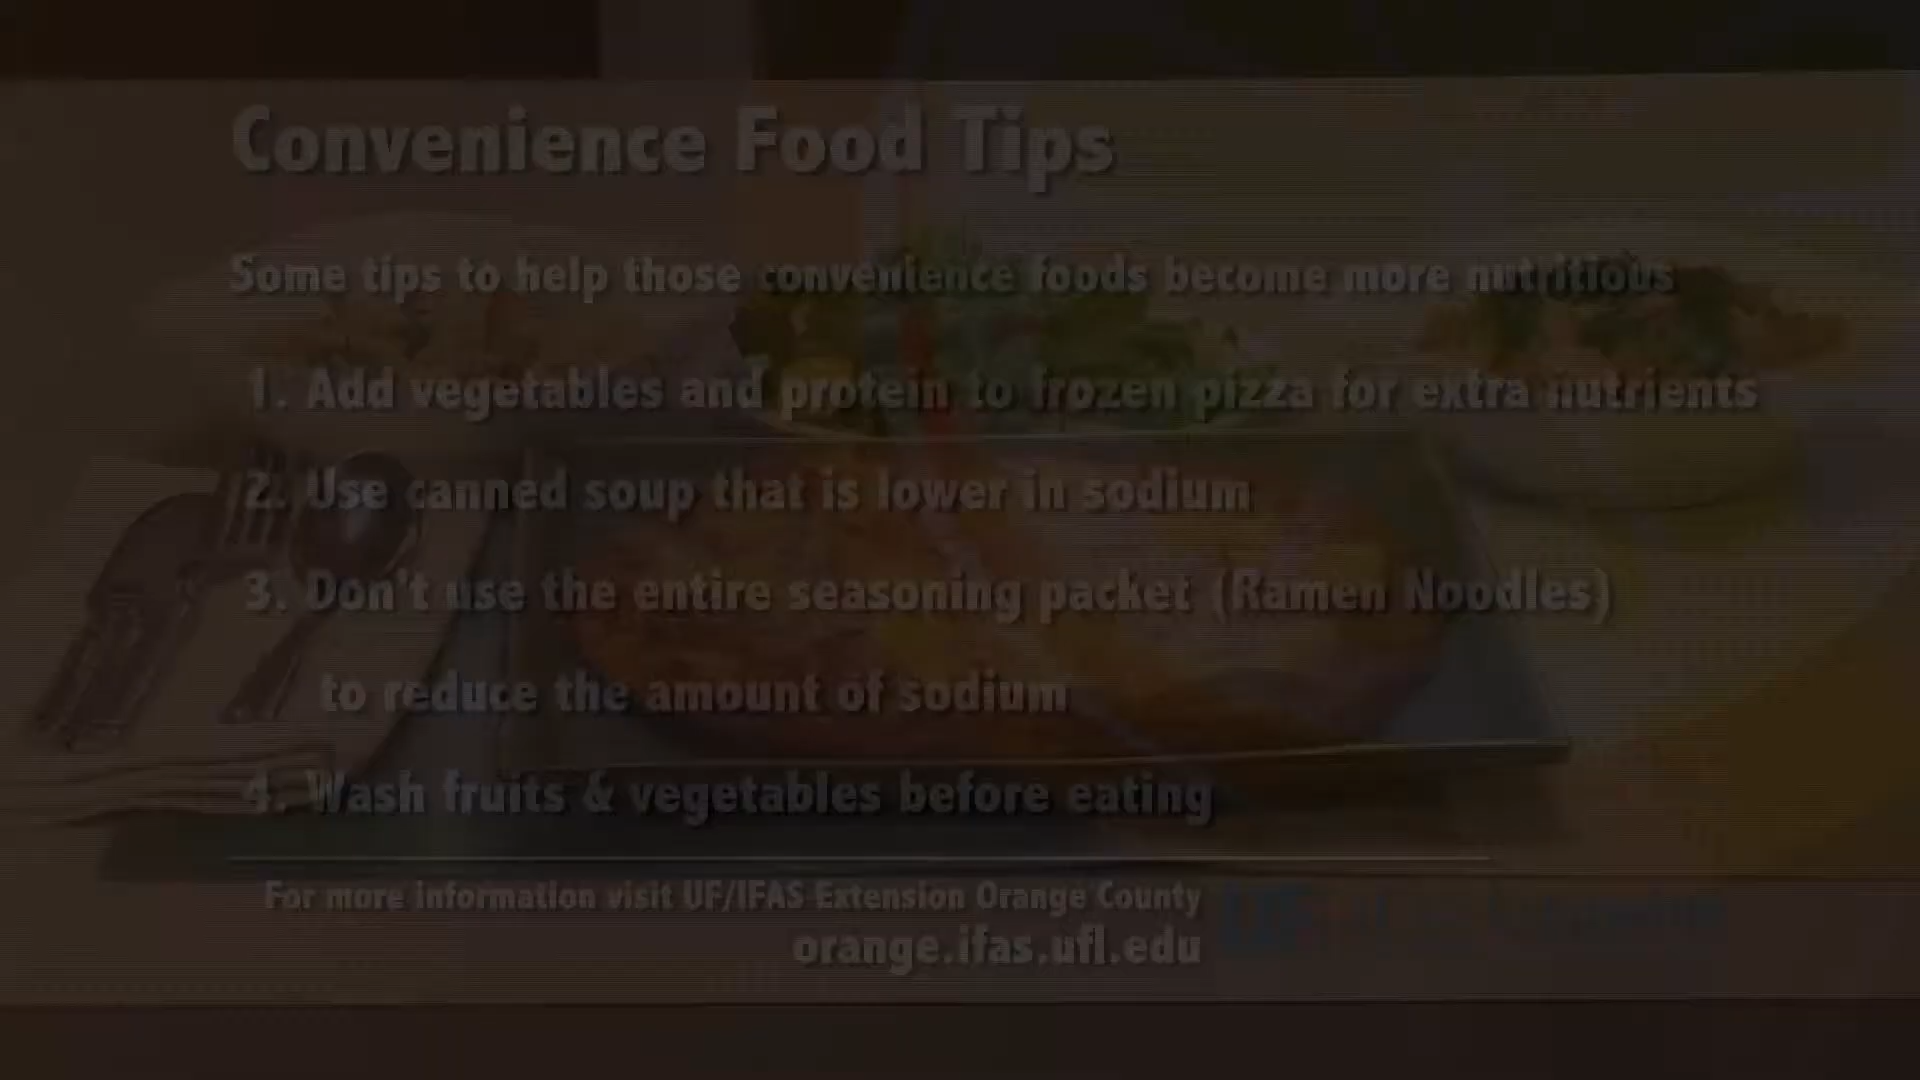 Convenience Food Tips
Some tips to help those convenience foods become more nutritious
1. Add vegetables and protein to frozen pizza for extra nutrients
2. Use canned soup that is lower in sodium
3. Don't use the entire seasoning packet (Ramen Noodles)
to reduce the amount of sodium
4. Wash fruits & vegetables before eating
For more information visit UF/IFAS Extension Orange County
orange.ifas.ufl.edu